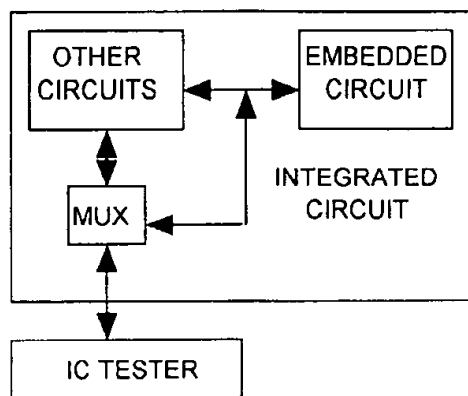 OTHER
CIRCUITS
EMBEDDED
CIRCUIT
INTEGRATED
CIRCUIT
MUX
IC TESTER